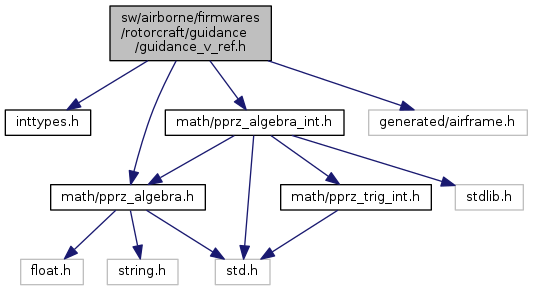 sw/airborne/firmwares
/rotorcraft/guidance
/guidance_v_ref.h
inttypes.h
math/pprz_algebra_int.h
generated/airframe.h
math/pprz_algebra.h
math/pprz_trig_int.h
stdlib.h
float.h
string.h
std.h